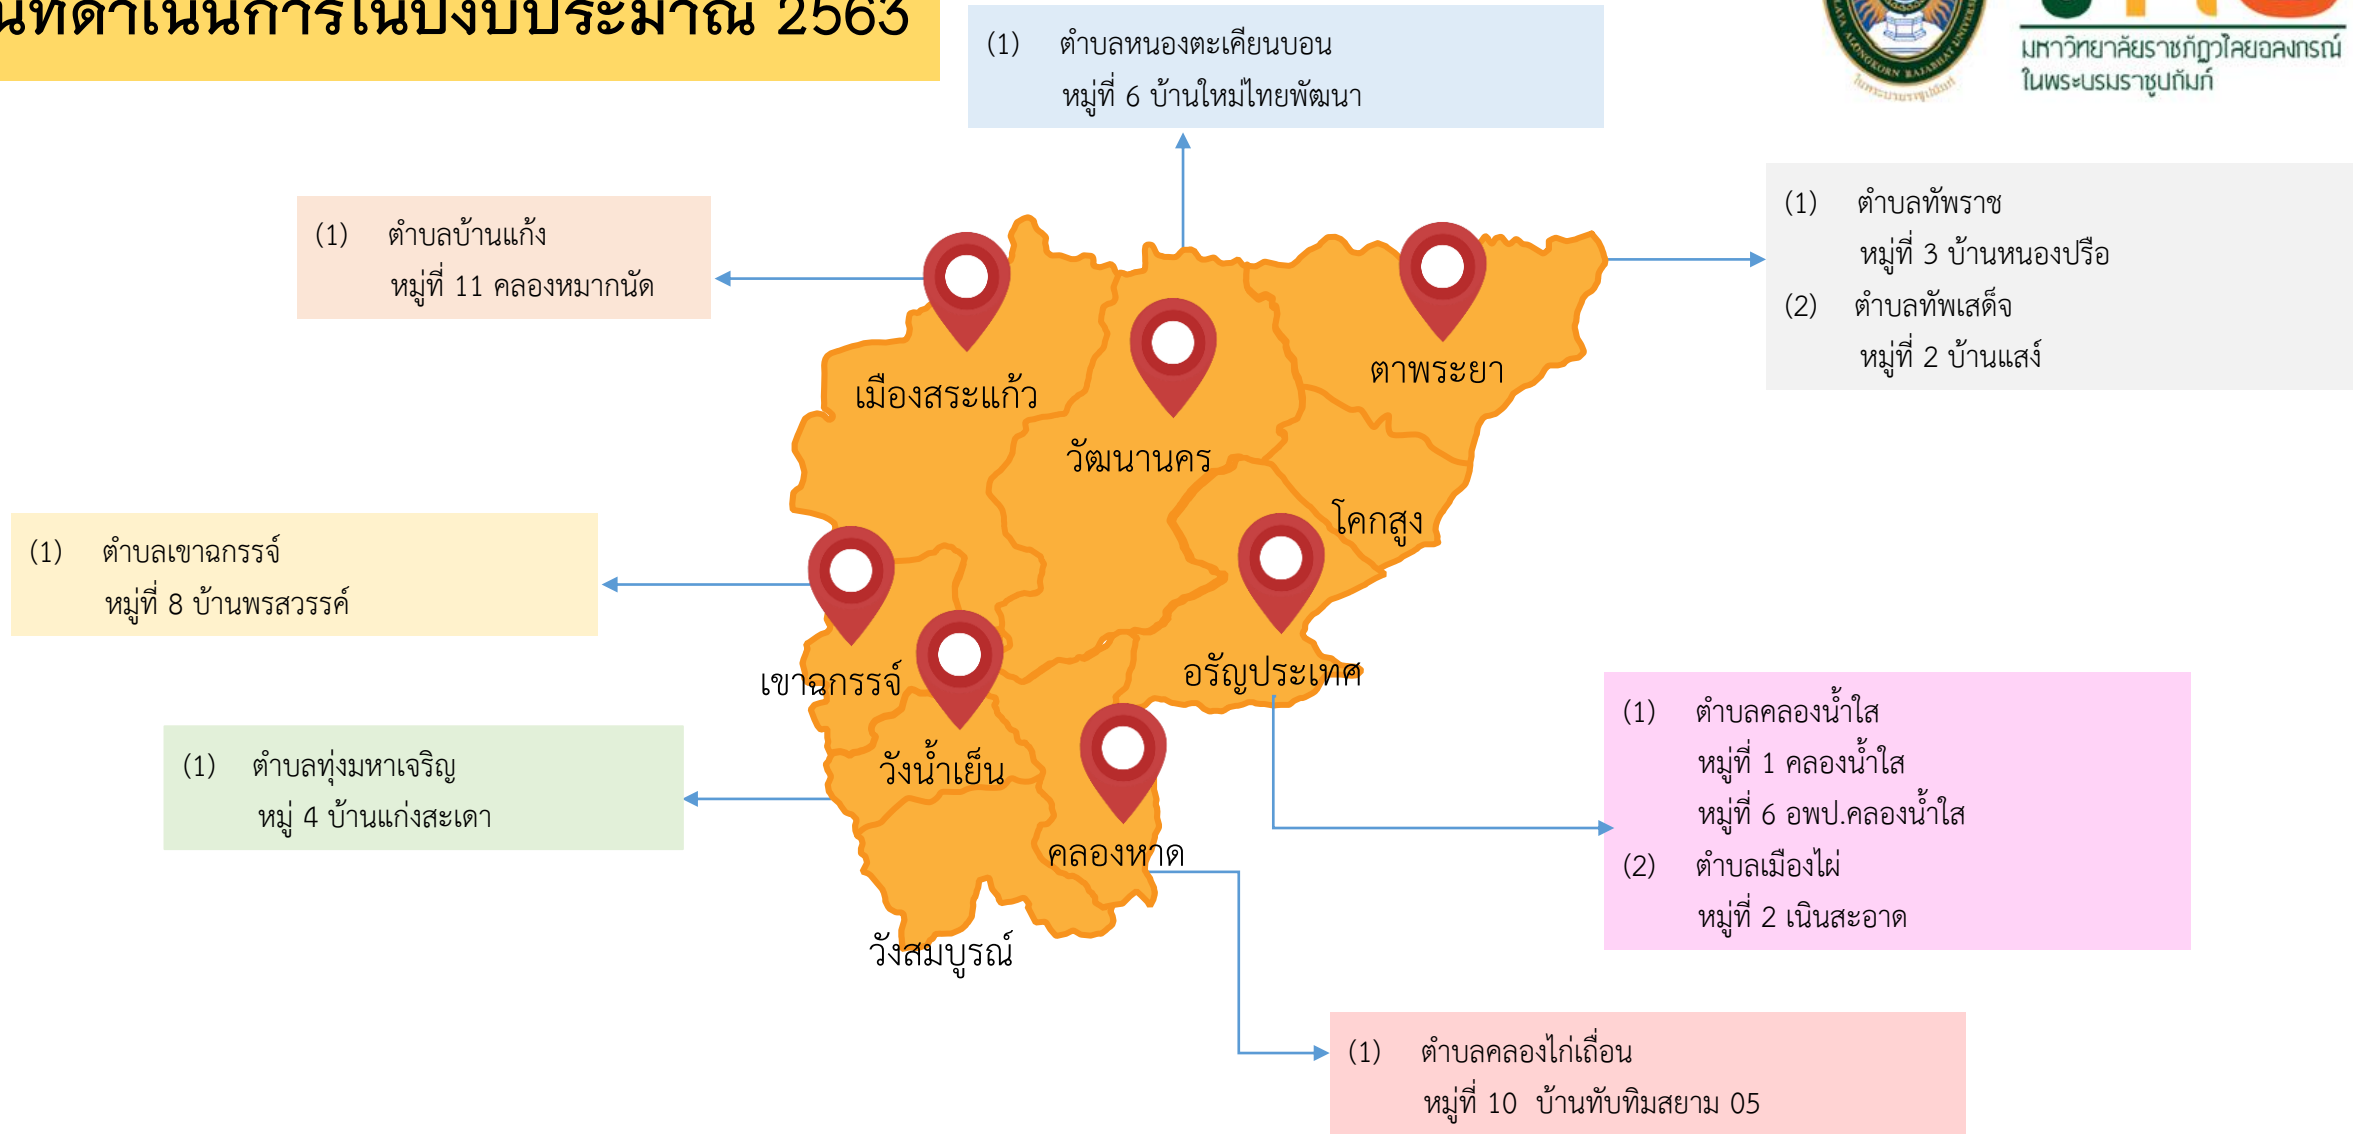 ในปีงบประมาณ 2563
มหาวิทยาลัยราชภัฏวไลยอลงกรณ์
ในพระบรมราชูปถัมภ์
(1) ตำบลหนองตะเคียนบอน
หมู่ที่ 6 บ้านใหม่ไทยพัฒนา
(1) ตำบลบ้านแก้ง
หมู่ที่ 11 คลองหมากนัด
(1) ตำบลทัพราช
หมู่ที่ 3 บ้านหนองปรือ
(2) ตำบลทัพเสด็จ
หมู่ที่ 2 บ้านแสง์
เมืองสระแก้ว
วัฒนานคร
ตาพระยา
โคกสูง
(1) ตำบลเขาฉกรรจ์
หมู่ที่ 8 บ้านพรสวรรค์
เขาฉกรรจ์
อรัญประเทศ
(1) ตำบลทุ่งมหาเจริญ
หมู่ 4 บ้านแก่งสะเดา
วังน้ำเย็น
คลองหาด
วังสมบูรณ์
(1) ตำบลคลองน้ำใส
หมู่ที่ 1 คลองน้ำใส
หมู่ที่ 6 อพป.คลองน้ำใส
(2) ตำบลเมืองไผ่
หมู่ที่ 2 เนินสะอาด
(1) ตำบลคลองไก่เถื่อน
หมู่ที่ 10 บ้านทับทิมสยาม 05